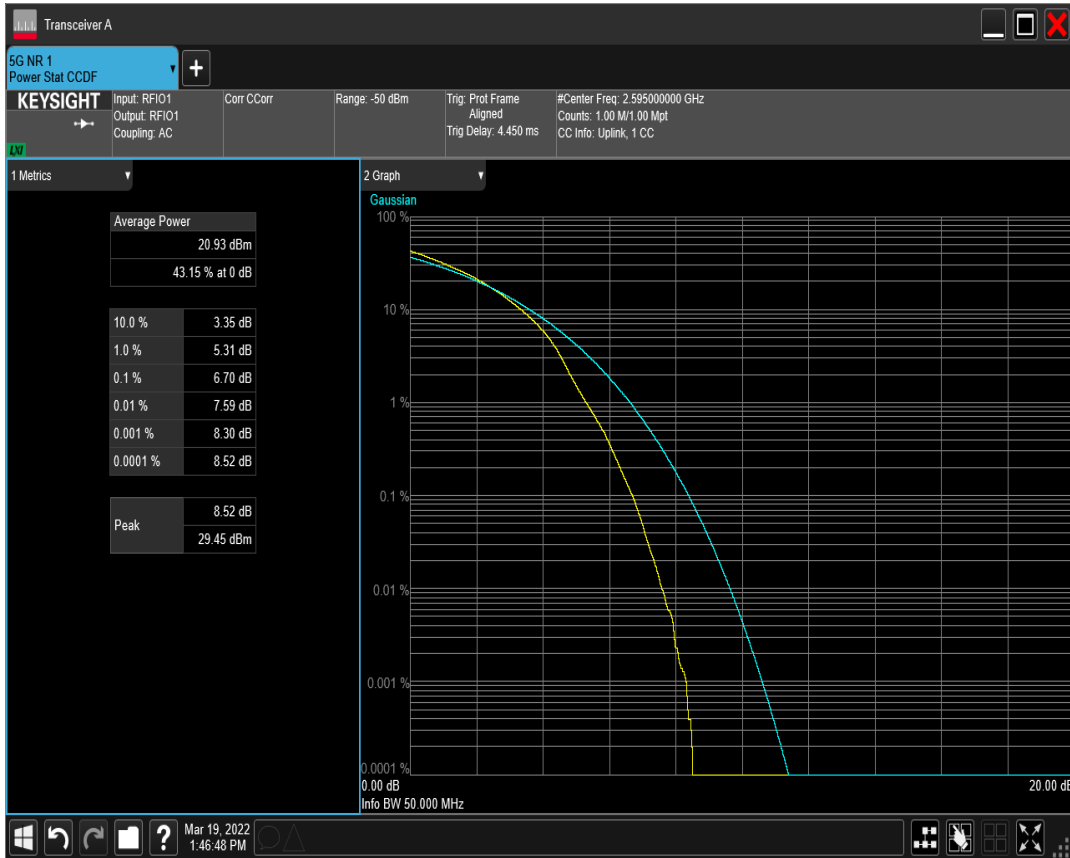 Transceiver A
5G NR 1
Power Stat CCDF
+
KEYSIGHT
LXI
Input: RFIO1
Output: RFIO1
Coupling: AC
Corr CCorr
Range: -50 dBm
Trig: Prot Frame
Aligned
Trig Delay: 4.450 ms
#Center Freq: 2.595000000 GHz
Counts: 1.00 M/1.00 Mpt
CC Info: Uplink, 1 CC
1 Metrics
Average Power
20.93 dBm
43.15 % at 0 dB
10.0 % 3.35 dB
1.0 % 5.31 dB
0.1 % 6.70 dB
0.01 % 7.59 dB
0.001 % 8.30 dB
0.0001 % 8.52 dB
Peak
8.52 dB
29.45 dBm
2 Graph
Gaussian
100 %
10 %
1 %
0.1 %
0.01 %
0.001 %
0.0001 %
0.00 dB 20.00 dB
Info BW 50.000 MHz
?
Mar 19, 2022
1:46:48 PM